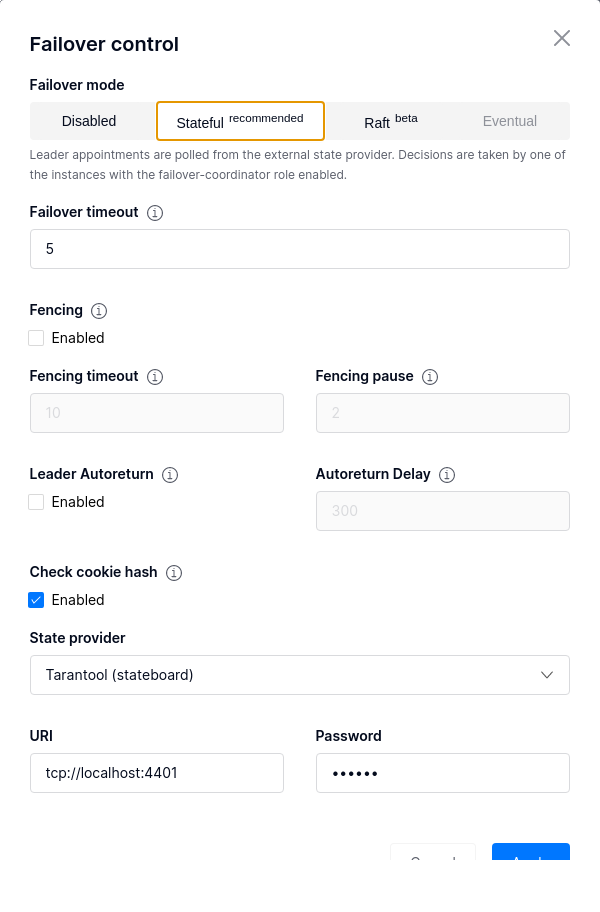 Failover control
Failover mode
Disabled
Stateful recommended
Raft beta
Eventual
Leader appointments are polled from the external state provider. Decisions are taken by one of
the instances with the failover-coordinator role enabled.
Failover timeout
5
Fencing
Enabled
Fencing timeout
Fencing pause
10
2
Leader Autoreturn
Autoreturn Delay
Enabled
300
Check cookie hash
Enabled
State provider
Tarantool (stateboard)
URI
Password
tcp://localhost:4401
••••••